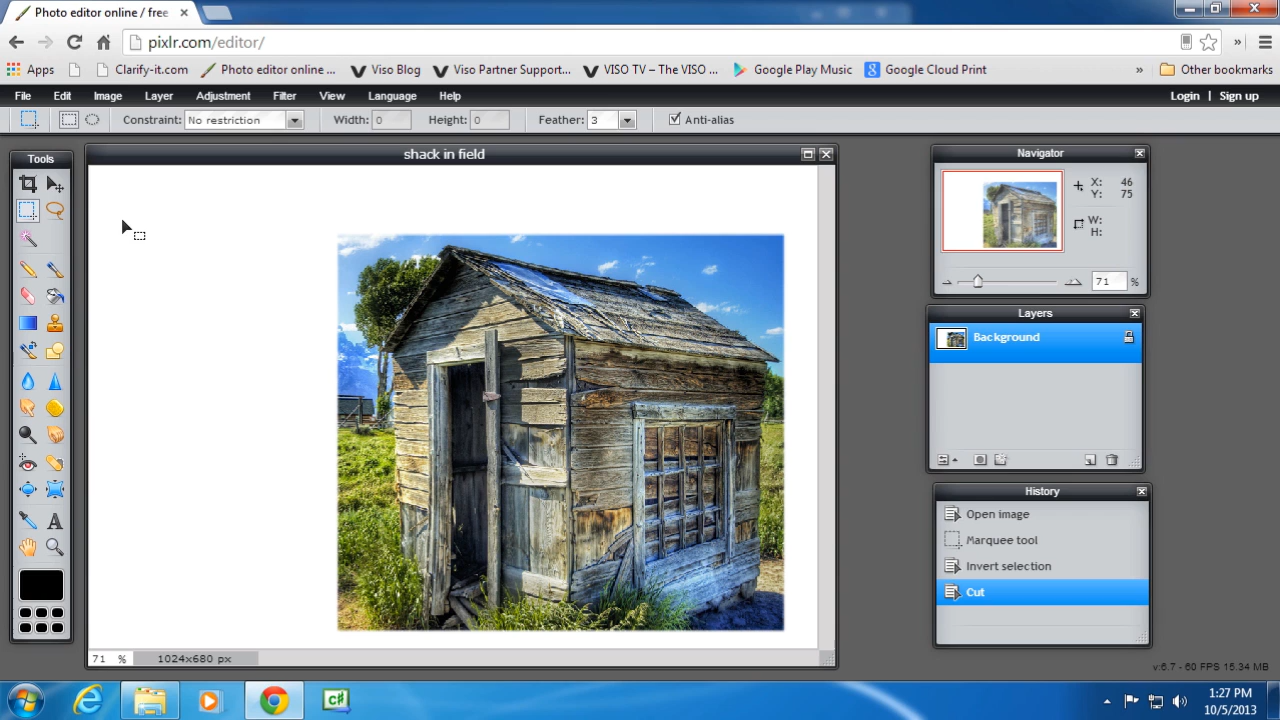 Photo editor online / free
pixlr.com/editor/
Apps Clarify-it.com Photo editor online ... Viso Blog Viso Partner Support... VISO TV – The VISO ... Google Play Music Google Cloud Print » Other bookmarks
File Edit Image Layer Adjustment Filter View Language Help Login | Sign up
Constraint: No restriction Width: 0 Height: 0 Feather: 3 Anti-alias
Tools
shack in field
Navigator
X: 46
Y: 75
W:
H:
71 %
Layers
Background
History
Open image
Marquee tool
Invert selection
Cut
71 % 1024x680 px
v:6.7 - 60 FPS 15.34 MB
1:27 PM
10/5/2013